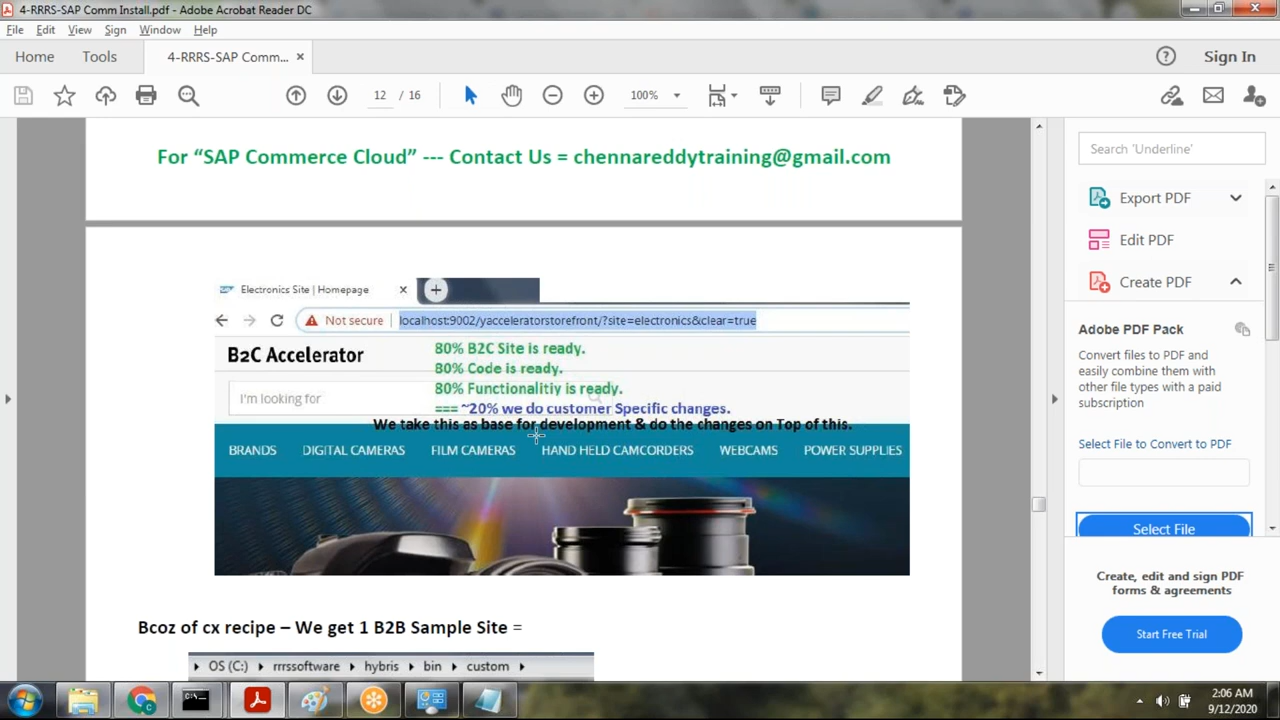 4-RRRS-SAP Comm Install.pdf - Adobe Acrobat Reader DC
File Edit View Sign Window Help
Home Tools 4-RRRS-SAP Comm... × Sign In
12 / 16 100%
For “SAP Commerce Cloud” --- Contact Us = chennareddytraining@gmail.com
Search 'Underline'
Export PDF
Edit PDF
Create PDF
Electronics Site | Homepage
Not secure localhost:9002/yacceleratorstorefront/?site=electronics&clear=true
B2C Accelerator
80% B2C Site is ready.
80% Code is ready.
80% Functionalitiy is ready.
I'm looking for
=== ~20% we do customer Specific changes.
We take this as base for development & do the changes on Top of this.
BRANDS DIGITAL CAMERAS FILM CAMERAS HAND HELD CAMCORDERS WEBCAMS POWER SUPPLIES
Adobe PDF Pack
Convert files to PDF and
easily combine them with
other file types with a paid
subscription
Select File to Convert to PDF
Select File
Create, edit and sign PDF
forms & agreements
Start Free Trial
Bcoz of cx recipe – We get 1 B2B Sample Site =
OS (C:) rrrssoftware hybris bin custom
2:06 AM
9/12/2020